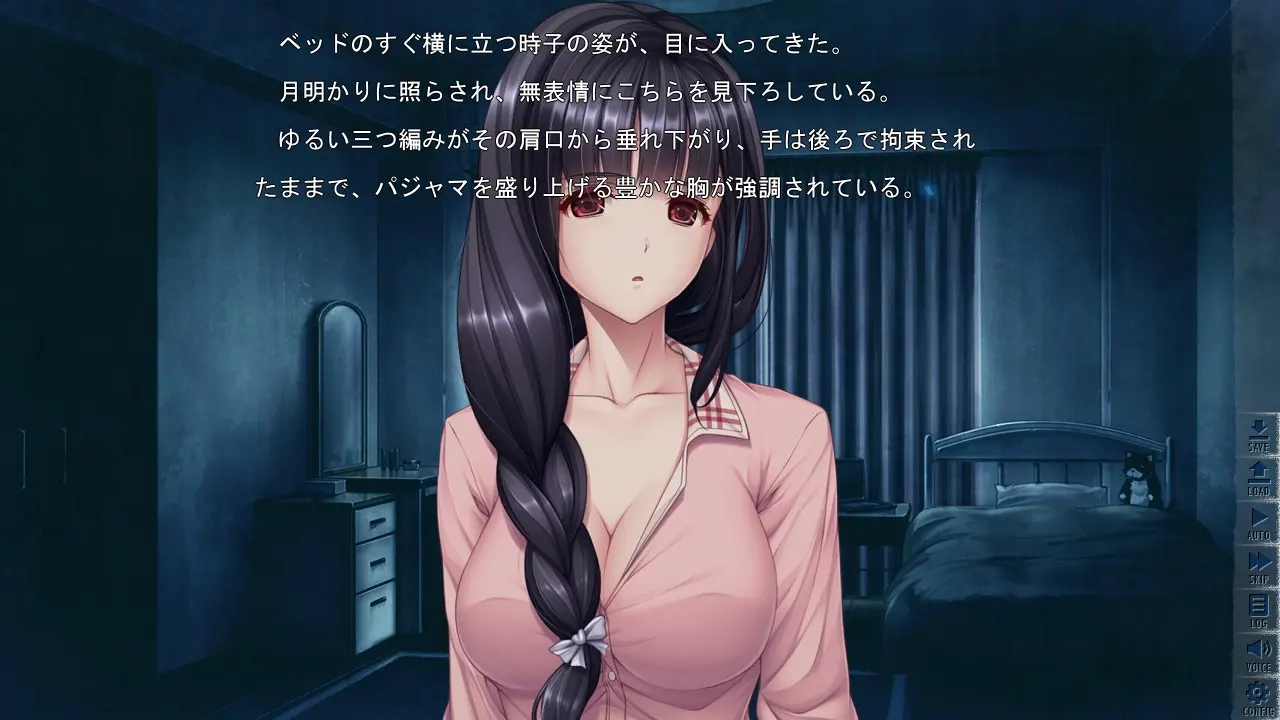 ベッドのすぐ横に立つ時子の姿が、目に入ってきた。
月明かりに照らされ、無表情にこちらを見下ろしている。
ゆるい三つ編みがその肩口から垂れ下がり、手は後ろで拘束され
たままで、パジャマを盛り上げる豊かな胸が強調されている。
SAVE
LOAD
AUTO
SKIP
LOG
VOICE
CONFIG